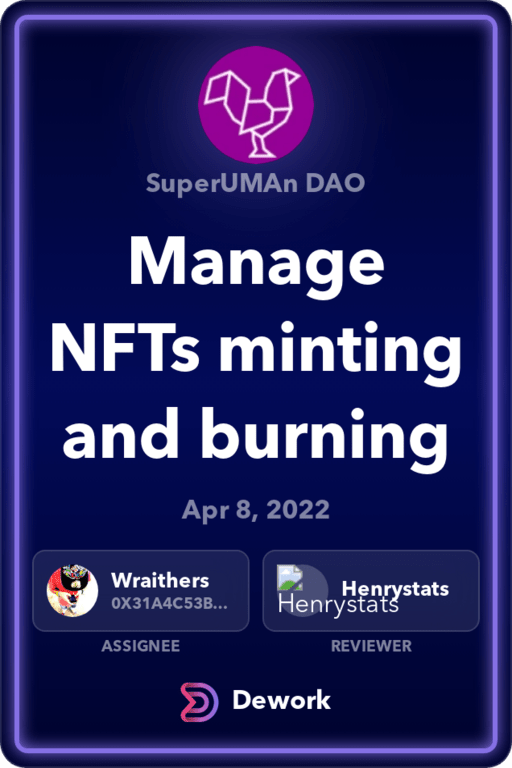 SuperUMAn DAO
Manage
NFTs minting
and burning
Apr 8, 2022
Wraithers
0X31A4C53B...
Henrystats
Henrystats
ASSIGNEE
REVIEWER
Dework